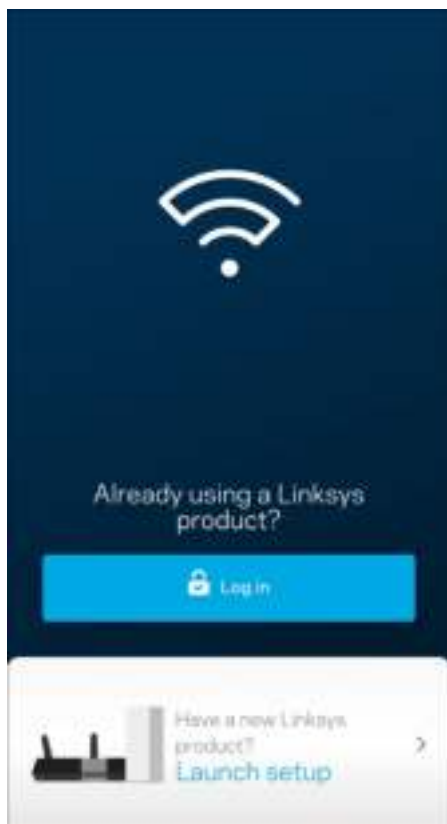 Already using a Linksys
product?
Log in
Have a new Linksys
product?
Launch setup